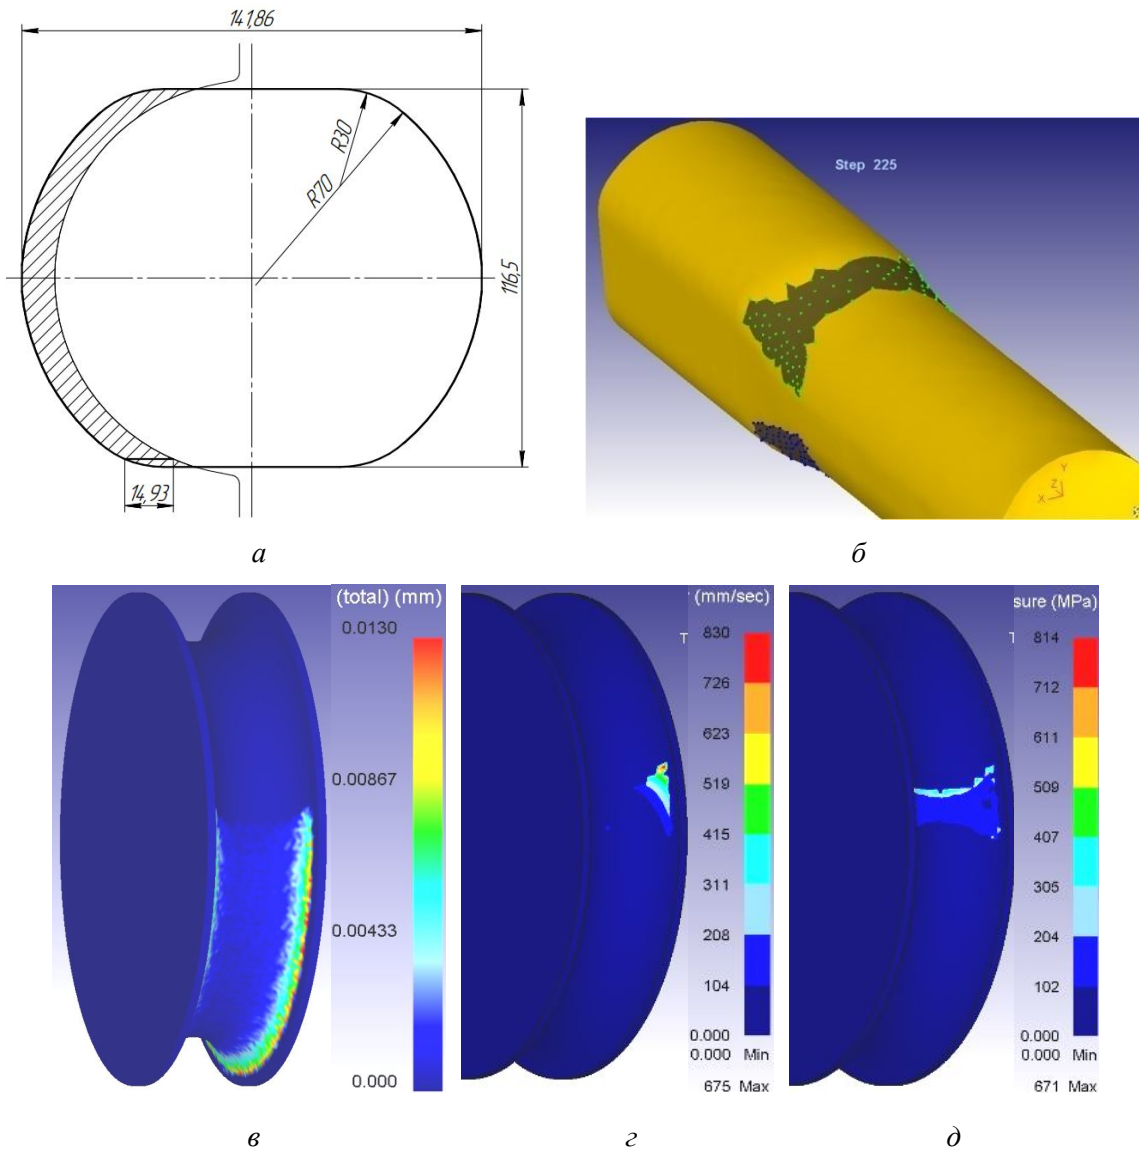 141,86
R30
R70
116,5
14,93
а
Step 225
Y
Z
X
б
(total) (mm)
0.0130
0.00867
0.00433
0.000
в
(mm/sec)
T
830
726
623
519
415
311
208
104
0.000
0.000 Min
675 Max
г
sure (MPa)
T
814
712
611
509
407
305
204
102
0.000
0.000 Min
671 Max
д